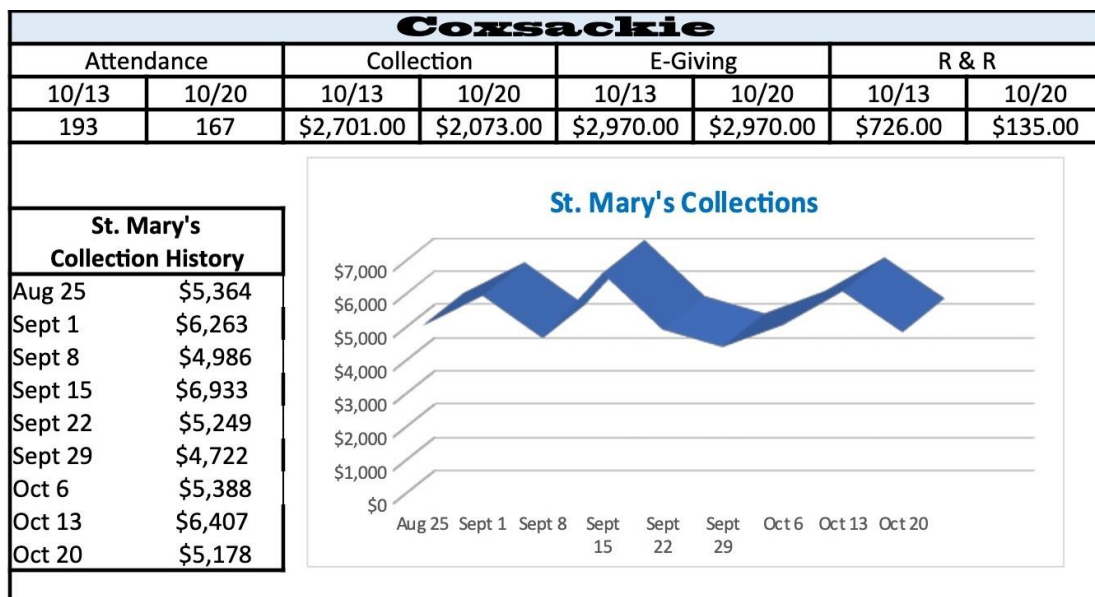 Coxsackie
Attendance Collection E-Giving R & R
10/13 10/20 10/13 10/20 10/13 10/20 10/13 10/20
193 167 $2,701.00 $2,073.00 $2,970.00 $2,970.00 $726.00 $135.00
St. Mary's
Collection History
Aug 25 $5,364
Sept 1 $6,263
Sept 8 $4,986
Sept 15 $6,933
Sept 22 $5,249
Sept 29 $4,722
Oct 6 $5,388
Oct 13 $6,407
Oct 20 $5,178
St. Mary's Collections
$7,000
$6,000
$5,000
$4,000
$3,000
$2,000
$1,000
$0
Aug 25 Sept 1 Sept 8 Sept 15 Sept 22 Sept 29 Oct 6 Oct 13 Oct 20